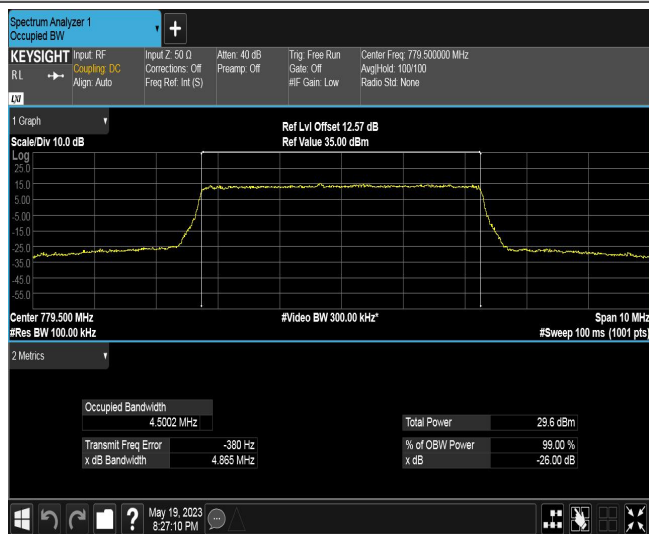 Spectrum Analyzer 1
Occupied BW
+
KEYSIGHT Input: RF Input Z: 50 Ω Atten: 40 dB Trig: Free Run Center Freq: 779.500000 MHz
RL Coupling: DC Corrections: Off Preamp: Off Gate: Off Avg|Hold: 100/100
Align: Auto Freq Ref: Int (S) #IF Gain: Low Radio Std: None
LXI
1 Graph Ref Lvl Offset 12.57 dB
Scale/Div 10.0 dB Ref Value 35.00 dBm
Log
25.0
15.0
5.00
-5.00
-15.0
-25.0
-35.0
-45.0
-55.0
Center 779.500 MHz #Video BW 300.00 kHz* Span 10 MHz
#Res BW 100.00 kHz #Sweep 100 ms (1001 pts)
2 Metrics
Occupied Bandwidth
4.5002 MHz Total Power 29.6 dBm
Transmit Freq Error -380 Hz % of OBW Power 99.00 %
x dB Bandwidth 4.865 MHz x dB -26.00 dB
? May 19, 2023
8:27:10 PM